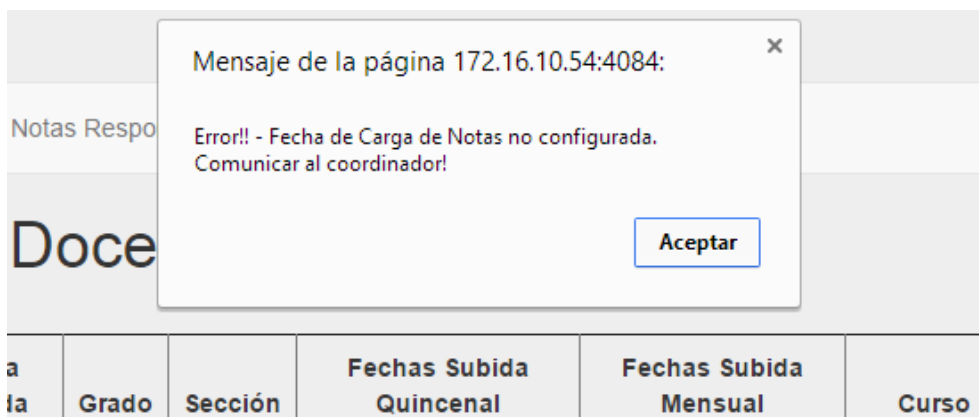 Mensaje de la página 172.16.10.54:4084:
×
Notas Respo
Error!! - Fecha de Carga de Notas no configurada.
Comunicar al coordinador!
Doce
Aceptar
a
da Grado Sección Fechas Subida Quincenal Fechas Subida Mensual Curso